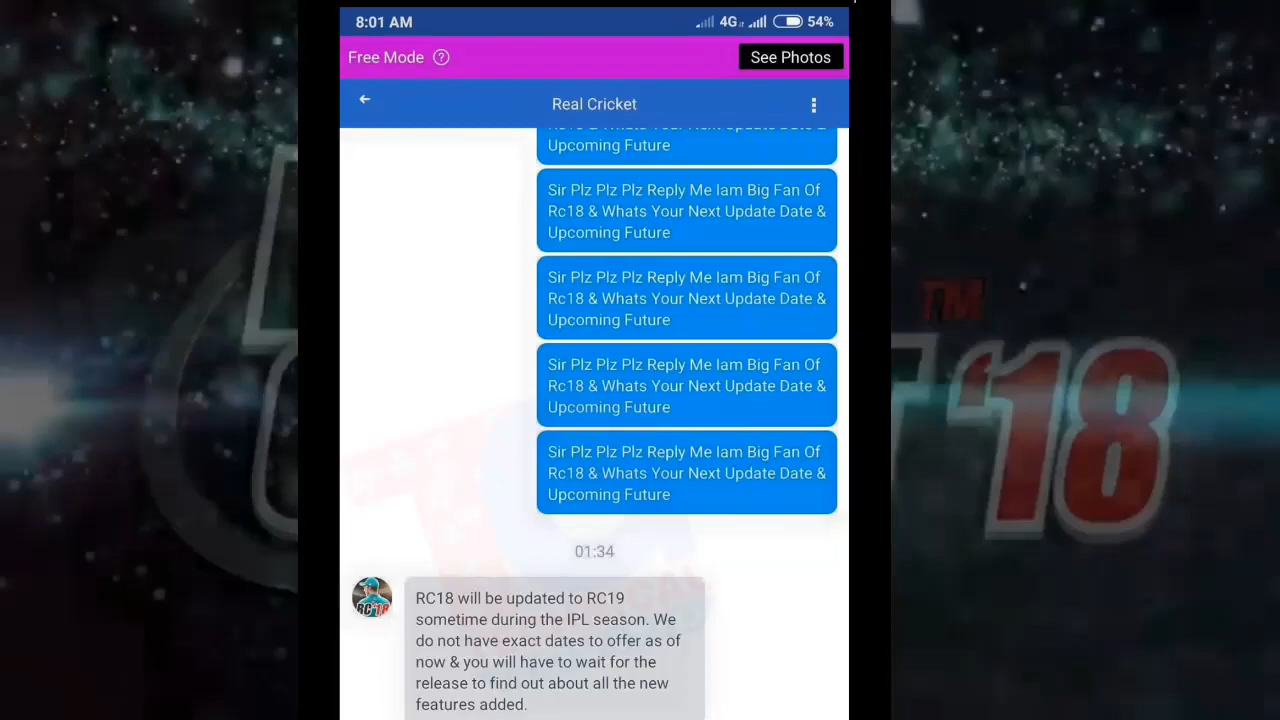 8:01 AM
4G
54%
Free Mode ?
See Photos
Real Cricket
Upcoming Future
Sir Plz Plz Plz Reply Me Iam Big Fan Of
Rc18 & Whats Your Next Update Date &
Upcoming Future
Sir Plz Plz Plz Reply Me Iam Big Fan Of
Rc18 & Whats Your Next Update Date &
Upcoming Future
Sir Plz Plz Plz Reply Me Iam Big Fan Of
Rc18 & Whats Your Next Update Date &
Upcoming Future
Sir Plz Plz Plz Reply Me Iam Big Fan Of
Rc18 & Whats Your Next Update Date &
Upcoming Future
01:34
RC'18
RC18 will be updated to RC19
sometime during the IPL season. We
do not have exact dates to offer as of
now & you will have to wait for the
release to find out about all the new
features added.
TM
'18